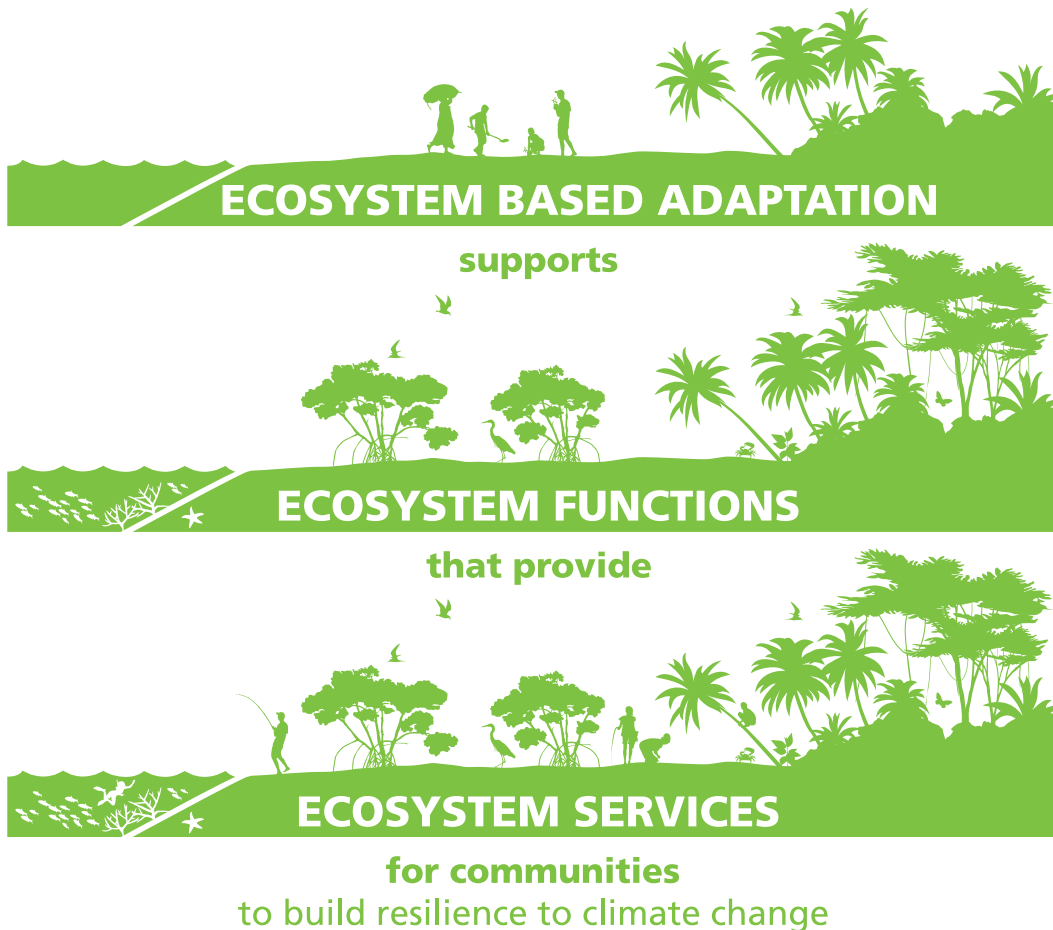 ECOSYSTEM BASED ADAPTATION
supports
ECOSYSTEM FUNCTIONS
that provide
ECOSYSTEM SERVICES
for communities
to build resilience to climate change